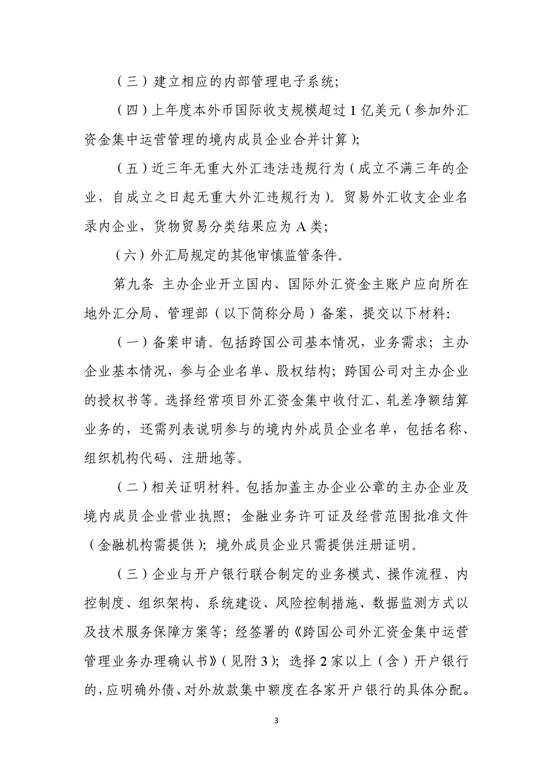 （三）建立相应的内部管理电子系统；
（四）上年度本外币国际收支规模超过 1 亿美元（参加外汇
资金集中运营管理的境内成员企业合并计算）；
（五）近三年无重大外汇违法违规行为（成立不满三年的企
业，自成立之日起无重大外汇违规行为）。贸易外汇收支企业名
录内企业，货物贸易分类结果应为 A 类；
（六）外汇局规定的其他审慎监管条件。
第九条 主办企业开立国内、国际外汇资金主账户应向所在
地外汇分局、管理部（以下简称分局）备案，提交以下材料：
（一）备案申请。包括跨国公司基本情况，业务需求；主办
企业基本情况，参与企业名单、股权结构；跨国公司对主办企业
的授权书等。选择经常项目外汇资金集中收付汇、轧差净额结算
业务的，还需列表说明参与的境内外成员企业名单，包括名称、
组织机构代码、注册地等。
（二）相关证明材料。包括加盖主办企业公章的主办企业及
境内成员企业营业执照；金融业务许可证及经营范围批准文件
（金融机构需提供）；境外成员企业只需提供注册证明。
（三）企业与开户银行联合制定的业务模式、操作流程、内
控制度、组织架构、系统建设、风险控制措施、数据监测方式以
及技术服务保障方案等；经签署的《跨国公司外汇资金集中运营
管理业务办理确认书》（见附 3）；选择 2 家以上（含）开户银行
的，应明确外债、对外放款集中额度在各家开户银行的具体分配。
3